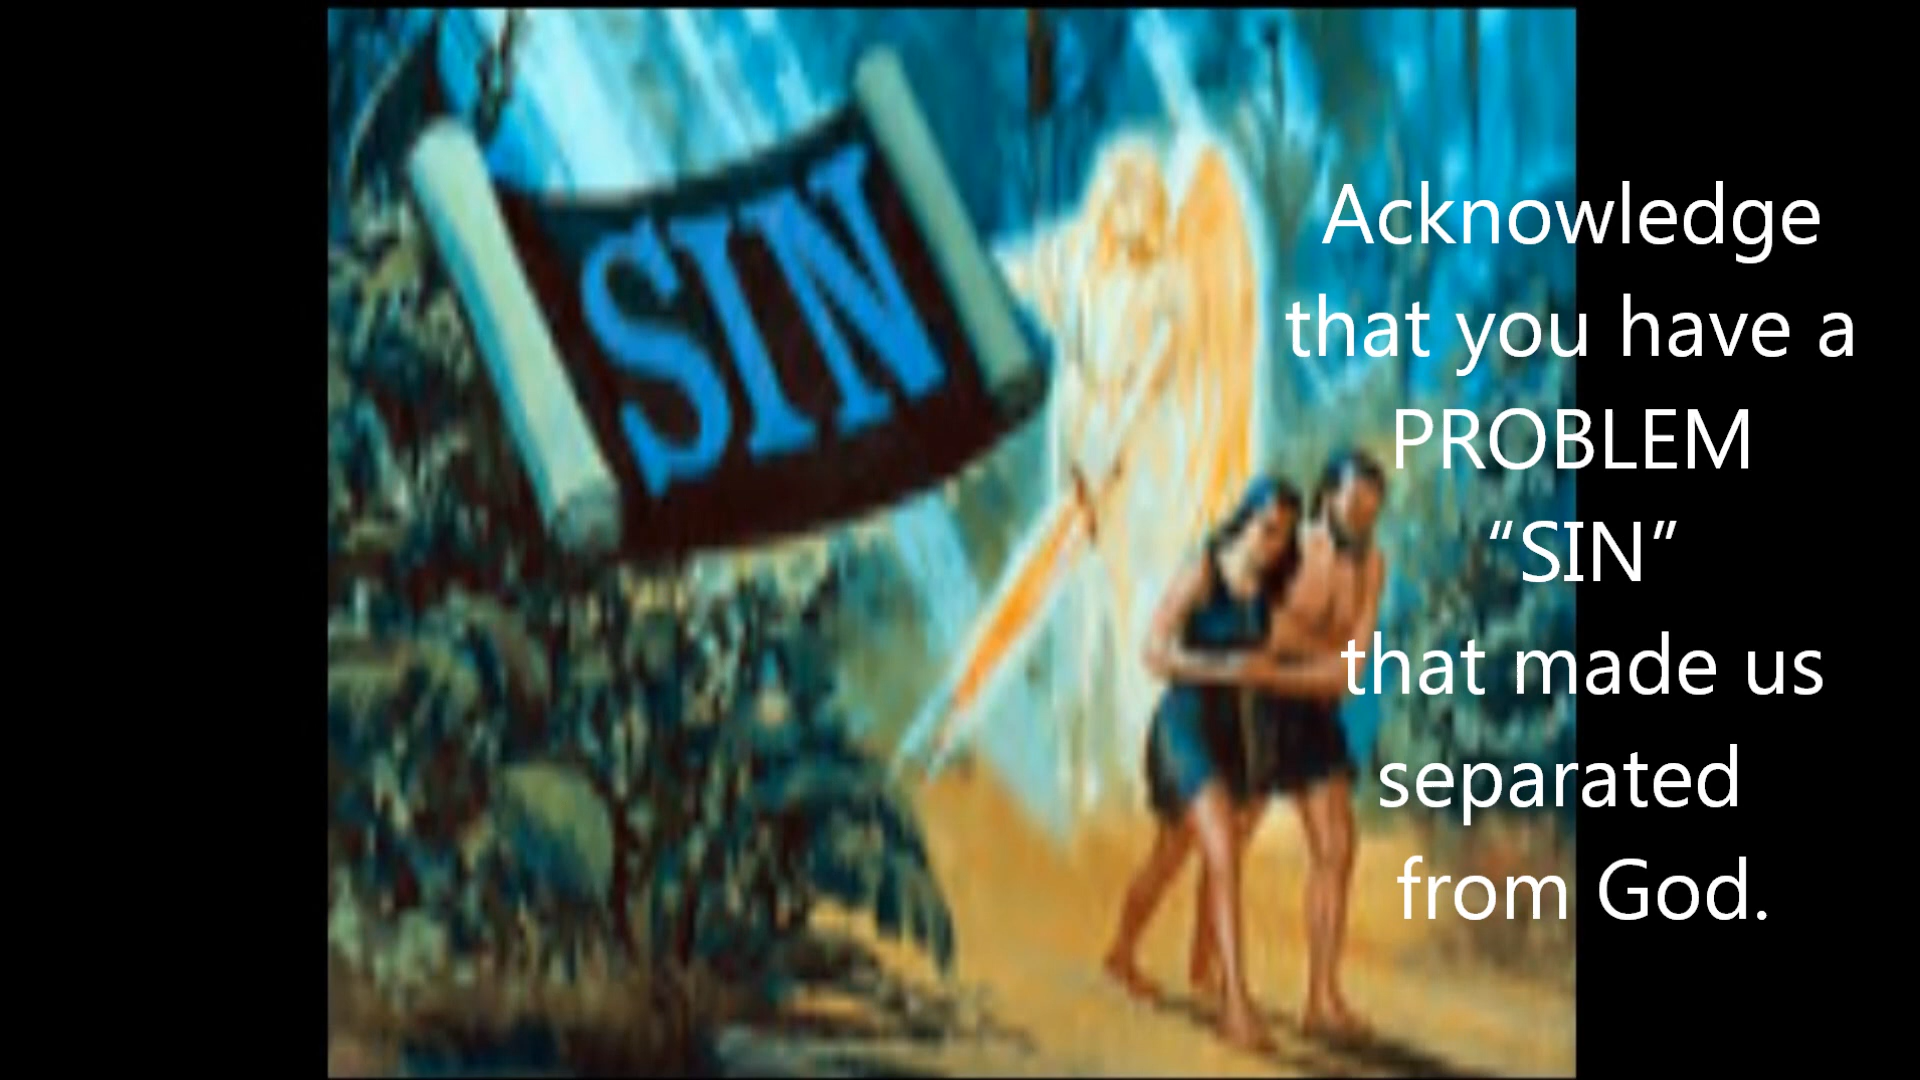 SIN
Acknowledge
that you have a
PROBLEM
“SIN”
that made us
separated
from God.